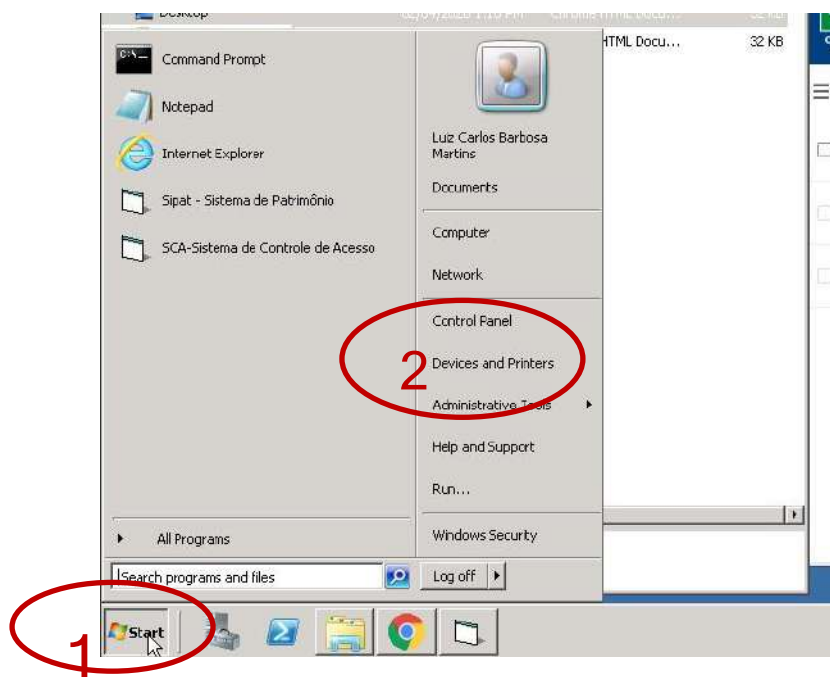 Desktop
HTML Docu...
32 KB
Command Prompt
Notepad
Internet Explorer
Sipat - Sistema de Patrimônio
SCA-Sistema de Controle de Acesso
All Programs
Search programs and files
Luiz Carlos Barbosa
Martins
Documents
Computer
Network
Control Panel
2
Devices and Printers
Administrative Tools
Help and Support
Run...
Windows Security
Log off
1
Start